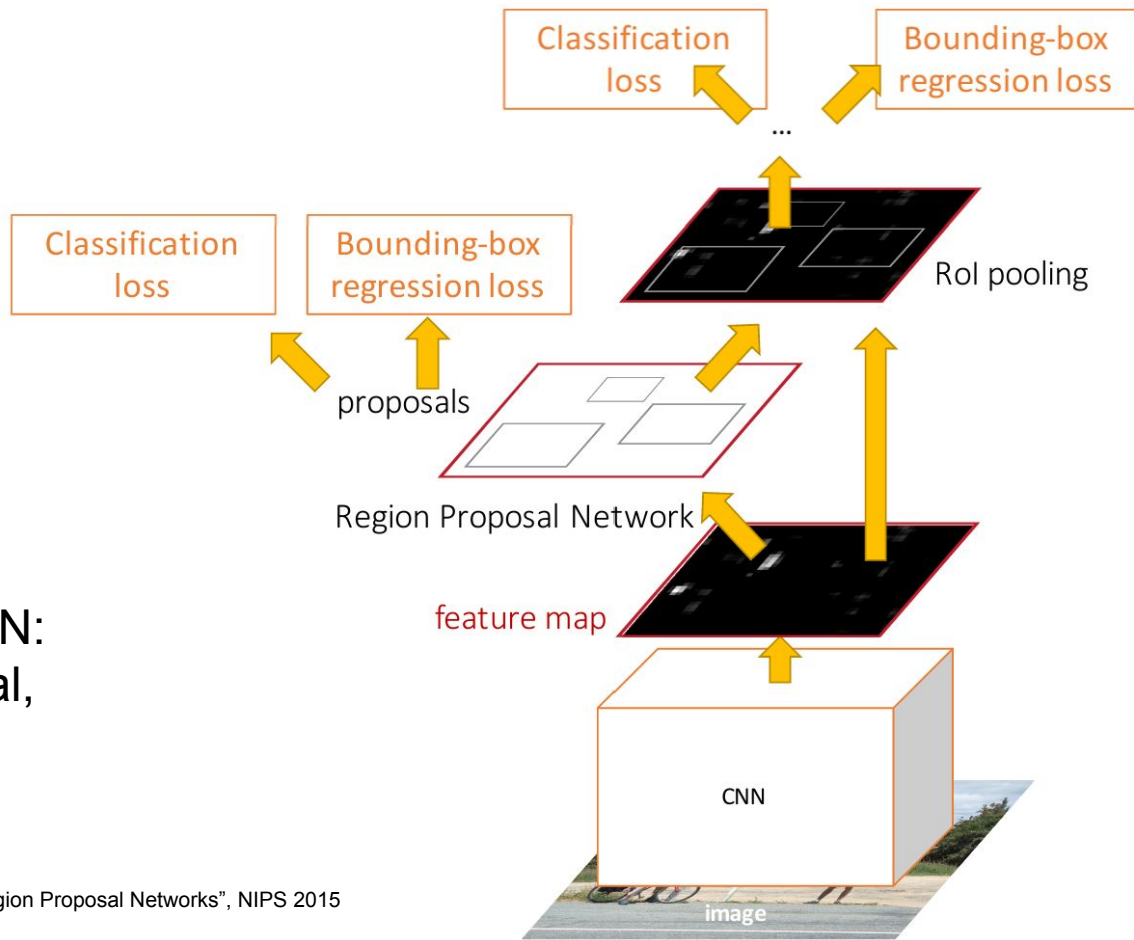 Classification
loss
Bounding-box
regression loss
...
Classification
loss
Bounding-box
regression loss
RoI pooling
proposals
Region Proposal Network
feature map
N:
al,
CNN
gion Proposal Networks”, NIPS 2015
image